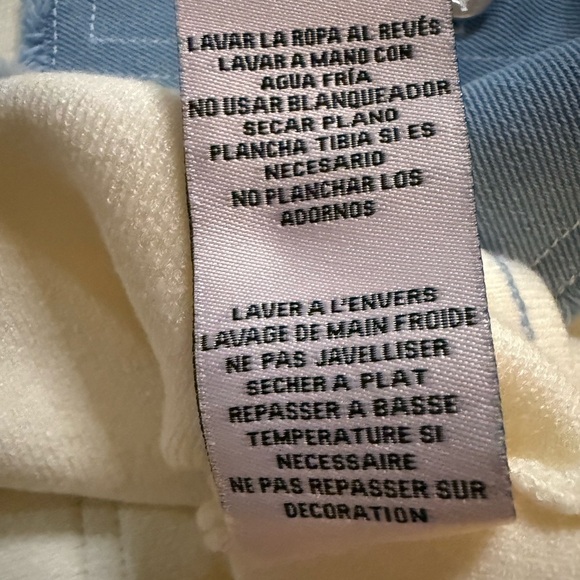 LAVAR LA ROPA AL REVÉS
LAVAR A MANO CON
AGUA FRÍA
NO USAR BLANQUEADOR
SECAR PLANO
PLANCHA TIBIA SI ES
NECESARIO
NO PLANCHAR LOS
ADORNOS
LAVER A L'ENVERS
LAVAGE DE MAIN FROIDE
NE PAS JAVELLISER
SECHER A PLAT
REPASSER A BASSE
TEMPERATURE SI
NECESSAIRE
NE PAS REPASSER SUR
DECORATION